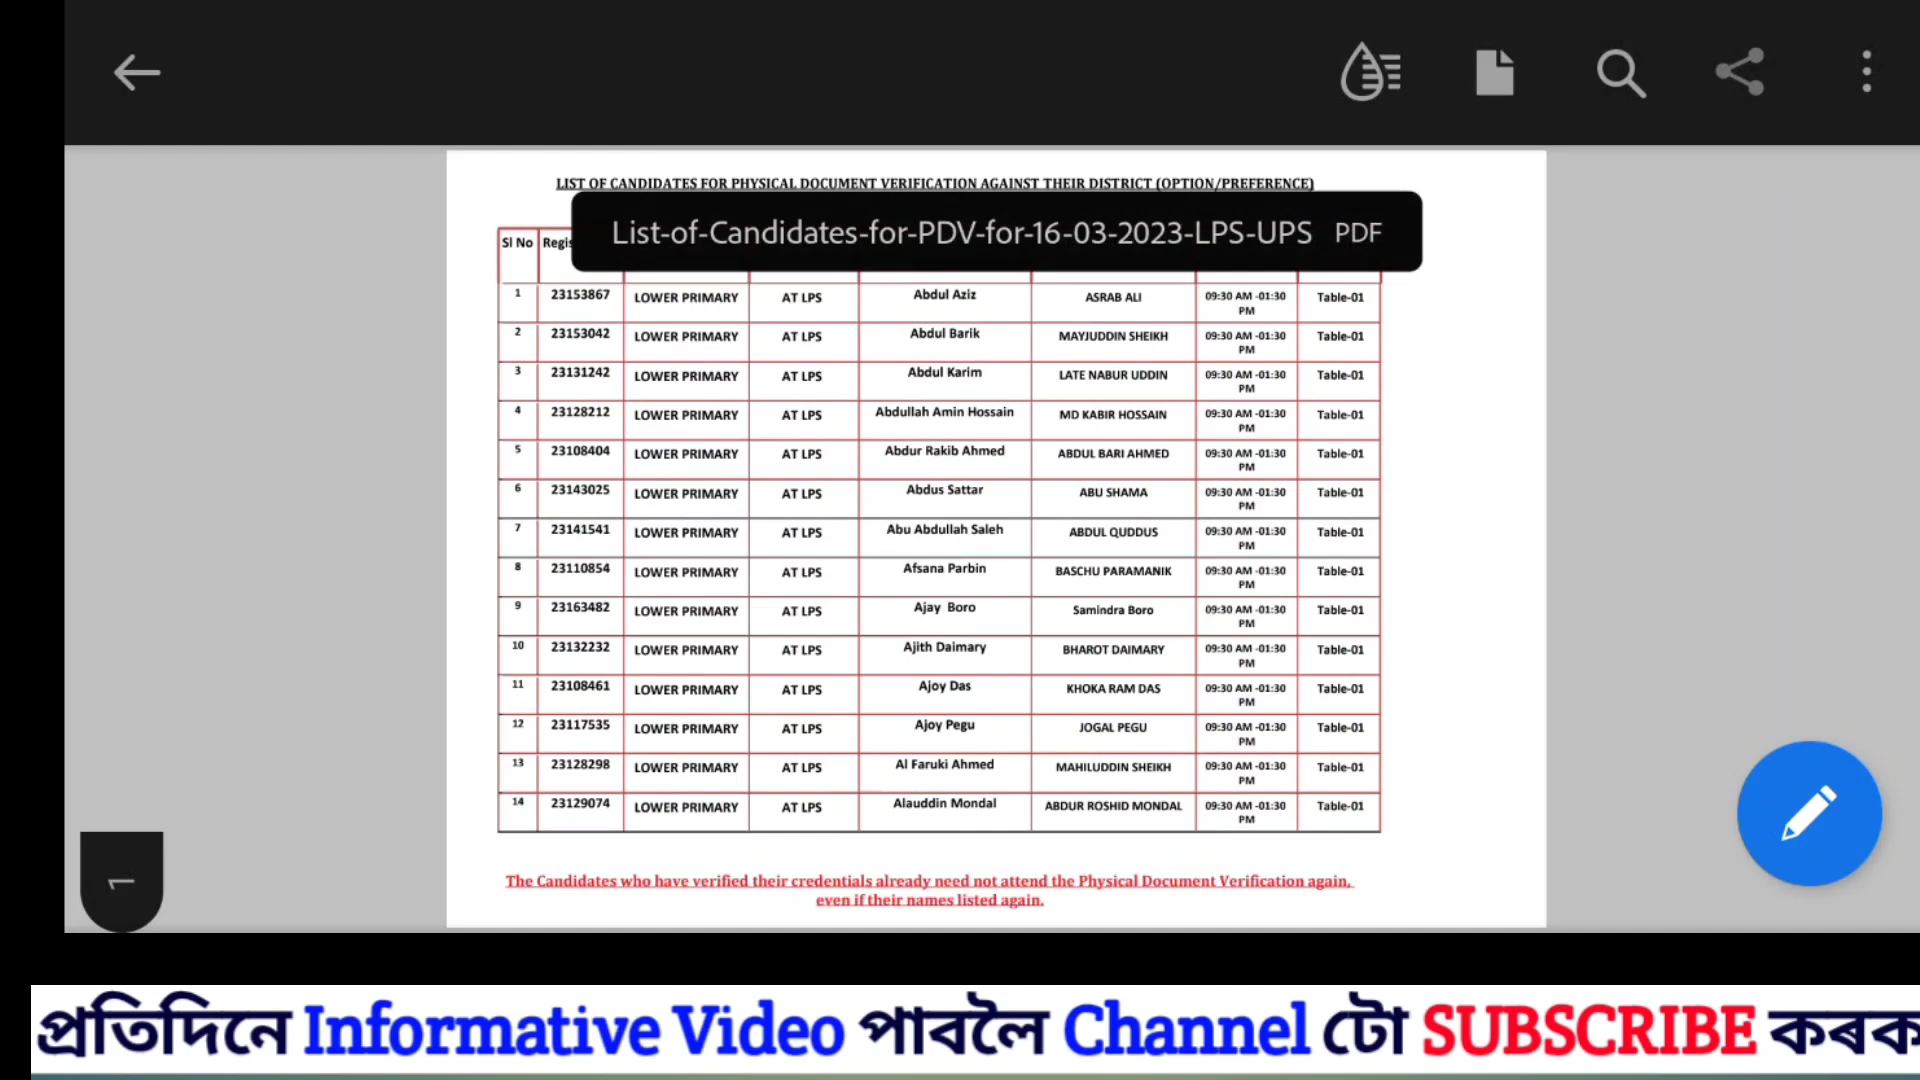 LIST OF CANDIDATES FOR PHYSICAL DOCUMENT VERIFICATION AGAINST THEIR DISTRICT (OPTION/PREFERENCE)
List-of-Candidates-for-PDV-for-16-03-2023-LPS-UPS PDF
Sl No Regis
1 23153867 LOWER PRIMARY AT LPS Abdul Aziz ASRAB ALI 09:30 AM -01:30 PM Table-01
2 23153042 LOWER PRIMARY AT LPS Abdul Barik MAYJUDDIN SHEIKH 09:30 AM -01:30 PM Table-01
3 23131242 LOWER PRIMARY AT LPS Abdul Karim LATE NABUR UDDIN 09:30 AM -01:30 PM Table-01
4 23128212 LOWER PRIMARY AT LPS Abdullah Amin Hossain MD KABIR HOSSAIN 09:30 AM -01:30 PM Table-01
5 23108404 LOWER PRIMARY AT LPS Abdur Rakib Ahmed ABDUL BARI AHMED 09:30 AM -01:30 PM Table-01
6 23143025 LOWER PRIMARY AT LPS Abdus Sattar ABU SHAMA 09:30 AM -01:30 PM Table-01
7 23141541 LOWER PRIMARY AT LPS Abu Abdullah Saleh ABDUL QUDDUS 09:30 AM -01:30 PM Table-01
8 23110854 LOWER PRIMARY AT LPS Afsana Parbin BASCHU PARAMANIK 09:30 AM -01:30 PM Table-01
9 23163482 LOWER PRIMARY AT LPS Ajay Boro Samindra Boro 09:30 AM -01:30 PM Table-01
10 23132232 LOWER PRIMARY AT LPS Ajith Daimary BHAROT DAIMARY 09:30 AM -01:30 PM Table-01
11 23108461 LOWER PRIMARY AT LPS Ajoy Das KHOKA RAM DAS 09:30 AM -01:30 PM Table-01
12 23117535 LOWER PRIMARY AT LPS Ajoy Pegu JOGAL PEGU 09:30 AM -01:30 PM Table-01
13 23128298 LOWER PRIMARY AT LPS Al Faruki Ahmed MAHILUDDIN SHEIKH 09:30 AM -01:30 PM Table-01
14 23129074 LOWER PRIMARY AT LPS Alauddin Mondal ABDUR ROSHID MONDAL 09:30 AM -01:30 PM Table-01
1
The Candidates who have verified their credentials already need not attend the Physical Document Verification again,
even if their names listed again.
প্ৰতিদিনে Informative Video পাবলৈ Channel টো SUBSCRIBE কৰক